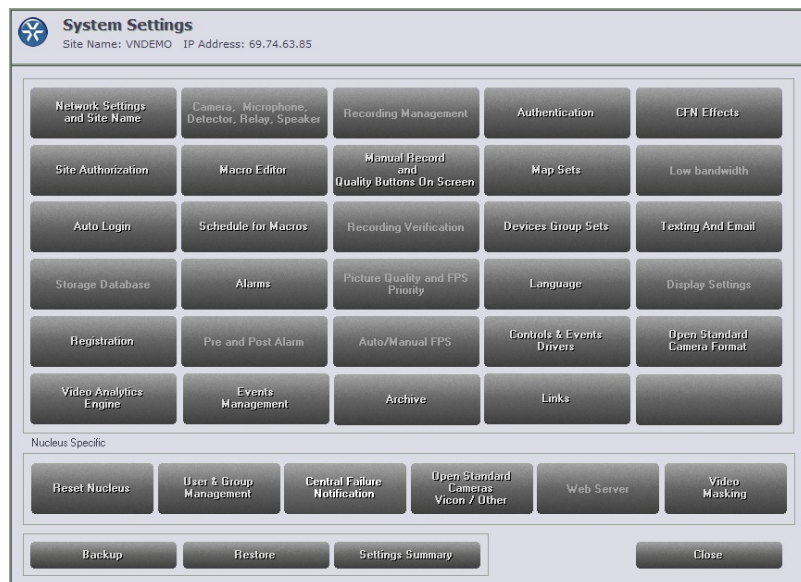 System Settings
Site Name: VNDEMO IP Address: 69.74.63.85
Network Settings
and Site Name
Camera, Microphone,
Detector, Relay, Speaker
Recording Management
Authentication
CFN Effects
Site Authorization
Macro Editor
Manual Record
and
Quality Buttons On Screen
Map Sets
Low bandwidth
Auto Login
Schedule for Macros
Recording Verification
Devices Group Sets
Texting And Email
Storage Database
Alarms
Picture Quality and FPS
Priority
Language
Display Settings
Registration
Pre and Post Alarm
Auto/Manual FPS
Controls & Events
Drivers
Open Standard
Camera Format
Video Analytics
Engine
Events
Management
Archive
Links
Nucleus Specific
Reset Nucleus
User & Group
Management
Central Failure
Notification
Open Standard
Cameras
Vicon / Other
Web Server
Video
Masking
Backup
Restore
Settings Summary
Close